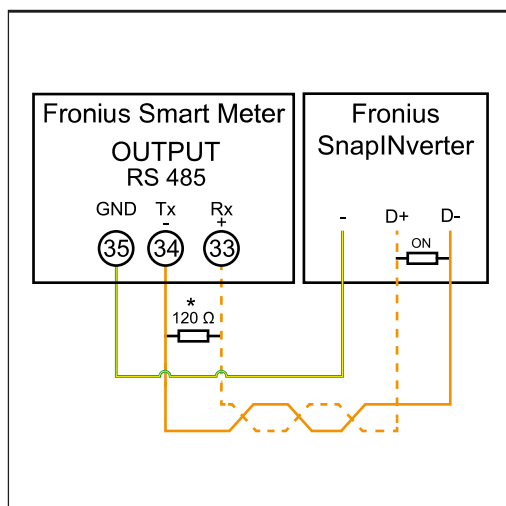 Fronius Smart Meter
OUTPUT
RS 485
GND Tx Rx
- +
35 34 33
*
120 Ω
Fronius
SnapINverter
- D+ D-
ON